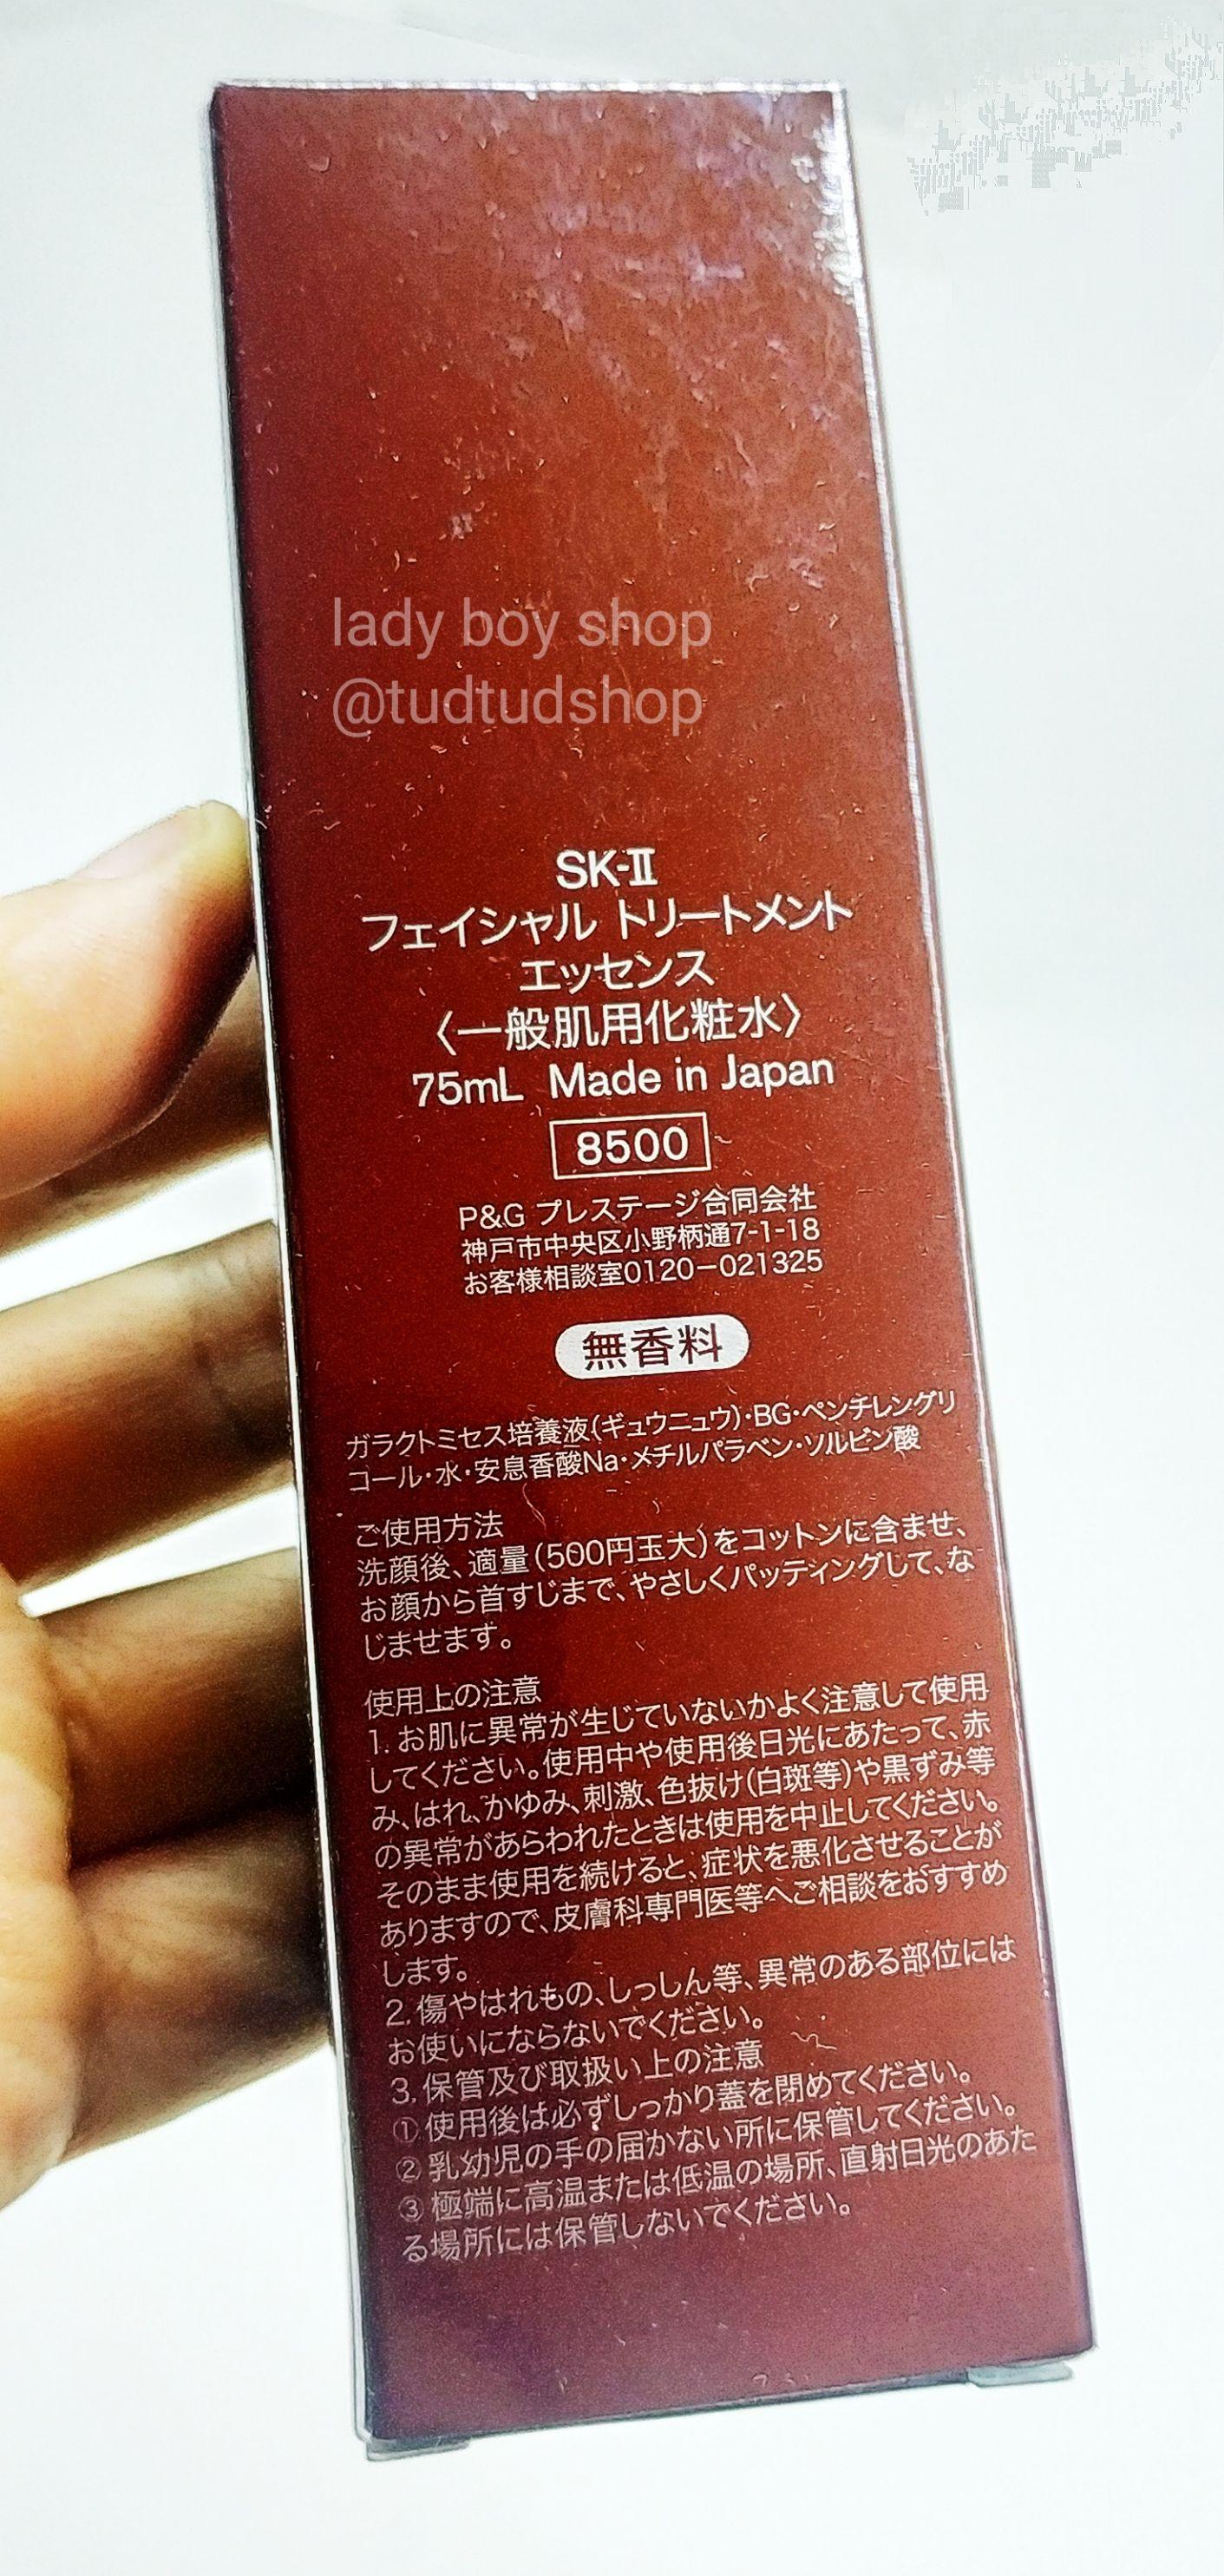 lady boy shop
@tudtudshop
SK-Ⅱ
フェイシャル トリートメント
エッセンス
〈一般肌用化粧水〉
75mL Made in Japan
8500
P&G プレステージ合同会社
神戸市中央区小野柄通7-1-18
お客様相談室0120−021325
無香料
ガラクトミセス培養液(ギュウニュウ)・BG・ペンチレングリ
コール・水・安息香酸Na・メチルパラベン・ソルビン酸
ご使用方法
洗顔後、適量(500円玉大)をコットンに含ませ、
お顔から首すじまで、やさしくパッティングして、な
じませます。
使用上の注意
1. お肌に異常が生じていないかよく注意して使用
してください。使用中や使用後日光にあたって、赤
み、はれ、かゆみ、刺激、色抜け(白斑等)や黒ずみ等
の異常があらわれたときは使用を中止してください。
そのまま使用を続けると、症状を悪化させることが
ありますので、皮膚科専門医等へご相談をおすすめ
します。
2. 傷やはれもの、しっしん等、異常のある部位には
お使いにならないでください。
3. 保管及び取扱い上の注意
① 使用後は必ずしっかり蓋を閉めてください。
② 乳幼児の手の届かない所に保管してください。
③ 極端に高温または低温の場所、直射日光のあた
る場所には保管しないでください。